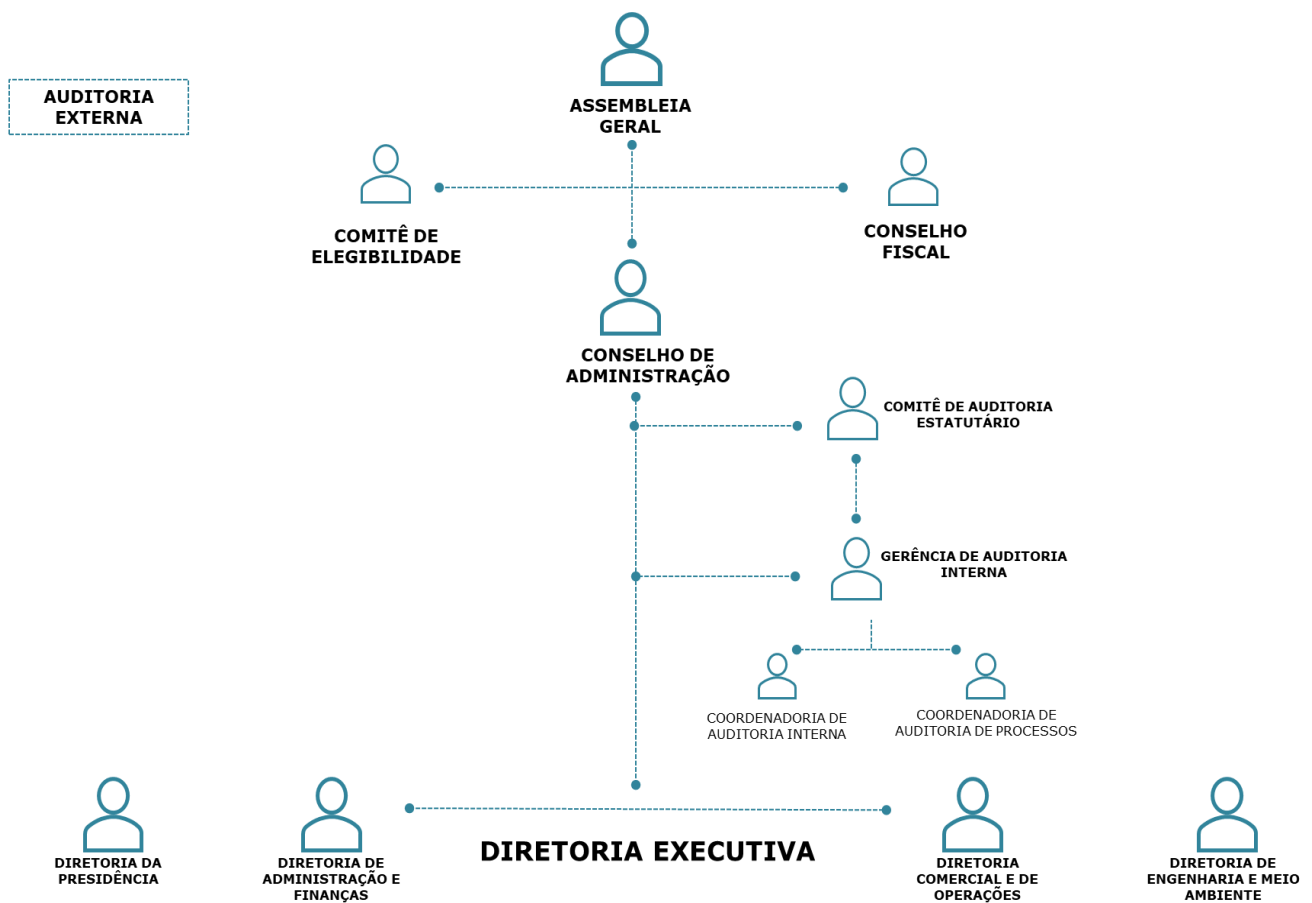 ASSEMBLEIA
GERAL
AUDITORIA
EXTERNA
COMITÊ DE
ELEGIBILIDADE
CONSELHO
FISCAL
CONSELHO DE
ADMINISTRAÇÃO
COMITÊ DE AUDITORIA
ESTATUTÁRIO
GERÊNCIA DE AUDITORIA
INTERNA
COORDENADORIA DE
AUDITORIA INTERNA
COORDENADORIA DE
AUDITORIA DE PROCESSOS
DIRETORIA EXECUTIVA
DIRETORIA DA
PRESIDÊNCIA
DIRETORIA DE
ADMINISTRAÇÃO E
FINANÇAS
DIRETORIA
COMERCIAL E DE
OPERAÇÕES
DIRETORIA DE
ENGENHARIA E MEIO
AMBIENTE